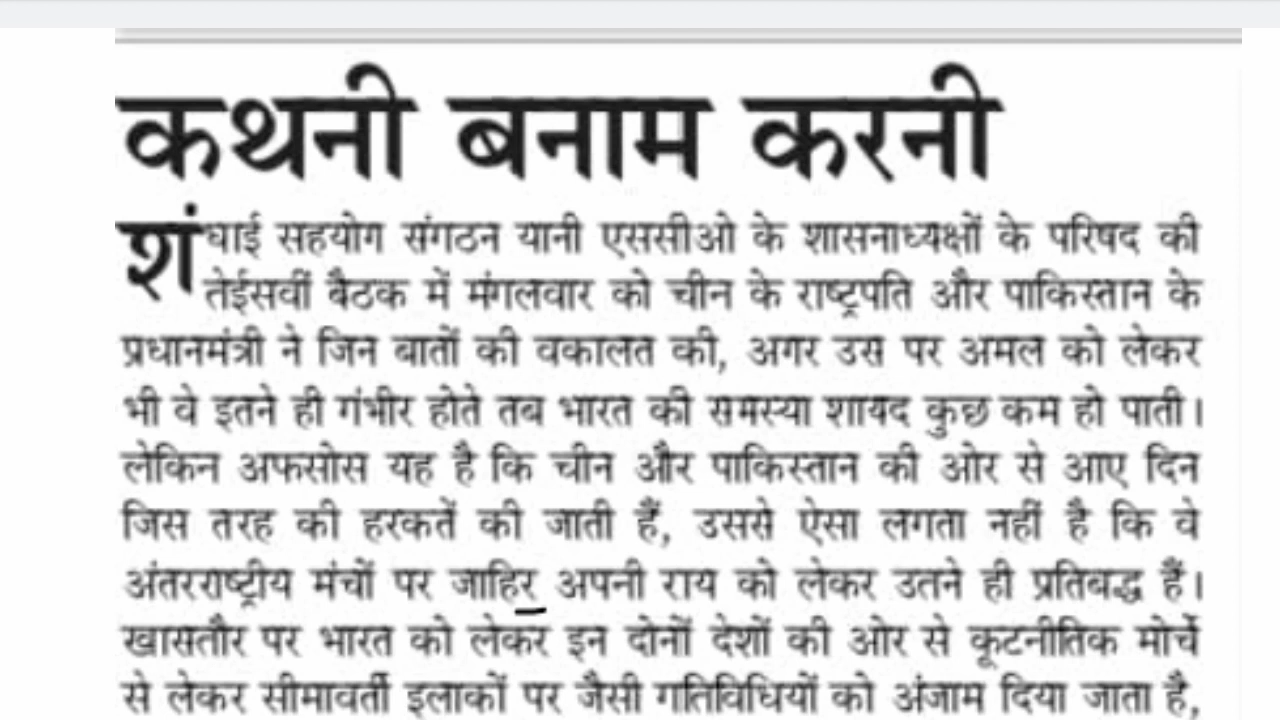 कथनी बनाम करनी
शंघाई सहयोग संगठन यानी एससीओ के शासनाध्यक्षों के परिषद की
तेईसवीं बैठक में मंगलवार को चीन के राष्ट्रपति और पाकिस्तान के
प्रधानमंत्री ने जिन बातों की वकालत की, अगर उस पर अमल को लेकर
भी वे इतने ही गंभीर होते तब भारत की समस्या शायद कुछ कम हो पाती।
लेकिन अफसोस यह है कि चीन और पाकिस्तान की ओर से आए दिन
जिस तरह की हरकतें की जाती हैं, उससे ऐसा लगता नहीं है कि वे
अंतरराष्ट्रीय मंचों पर जाहिर अपनी राय को लेकर उतने ही प्रतिबद्ध हैं।
खासतौर पर भारत को लेकर इन दोनों देशों की ओर से कूटनीतिक मोर्चे
से लेकर सीमावर्ती इलाकों पर जैसी गतिविधियों को अंजाम दिया जाता है,